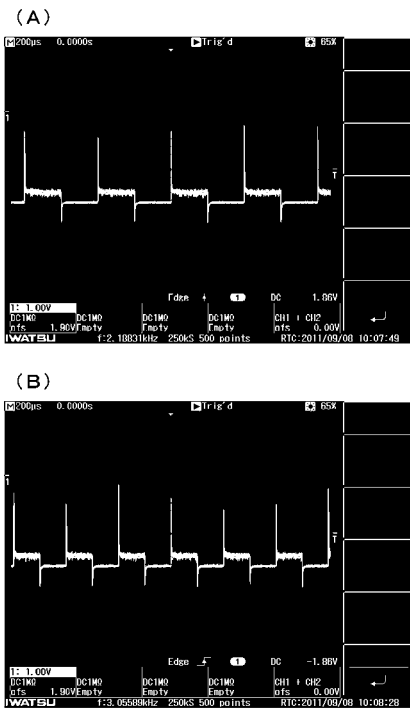 (A)
M 200µs 0.0000s Trig'd 65%
1
T
Edge 1 DC 1.86V
1: 1.00V
DC1MΩ DC1MΩ DC1MΩ DC1MΩ CH1 + CH2
ofs 1.90V Empty Empty Empty ofs 0.00V
IWATSU f:2.18831kHz 250kS 500 points RTC:2011/09/08 10:07:49
(B)
M 200µs 0.0000s Trig'd 65%
1
T
Edge 1 DC -1.86V
1: 1.00V
DC1MΩ DC1MΩ DC1MΩ DC1MΩ CH1 + CH2
ofs 1.90V Empty Empty Empty ofs 0.00V
IWATSU f:3.05589kHz 250kS 500 points RTC:2011/09/08 10:08:28